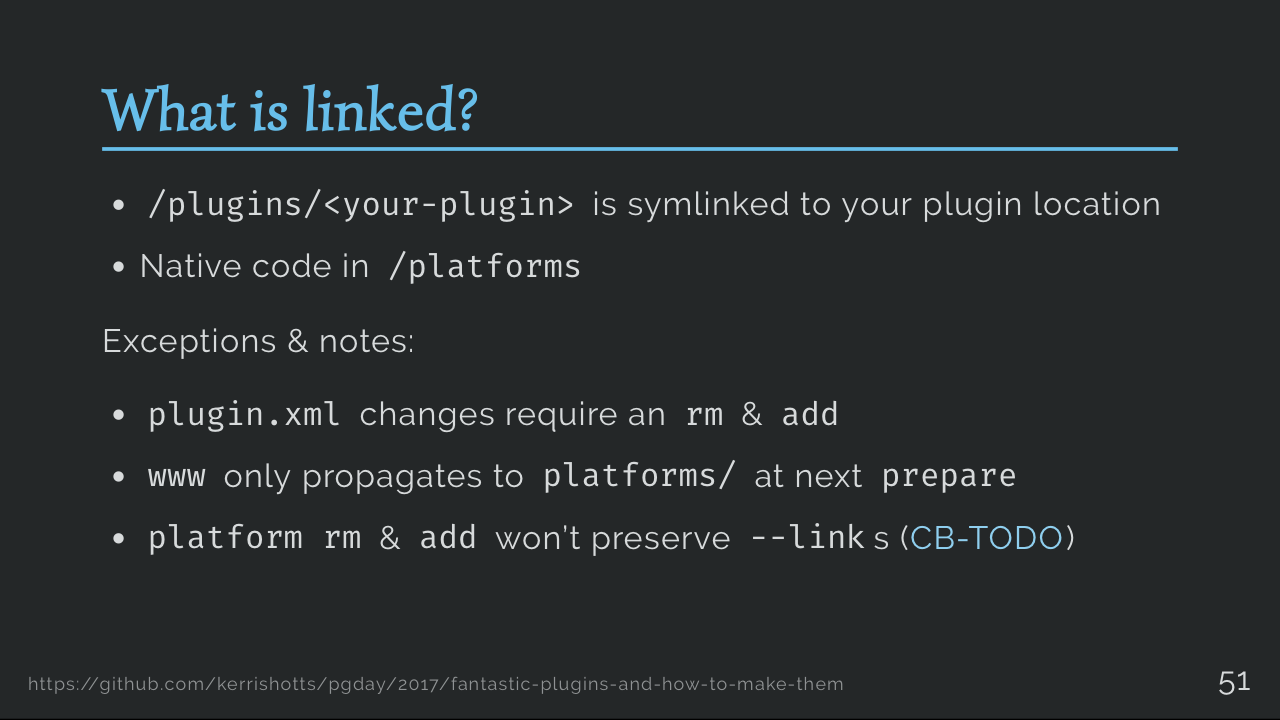 What is linked?
• /plugins/<your-plugin> is symlinked to your plugin location
• Native code in /platforms
Exceptions & notes:
• plugin.xml changes require an rm & add
• www only propagates to platforms/ at next prepare
• platform rm & add won’t preserve --link s (CB-TODO)
https://github.com/kerrishotts/pgday/2017/fantastic-plugins-and-how-to-make-them
51